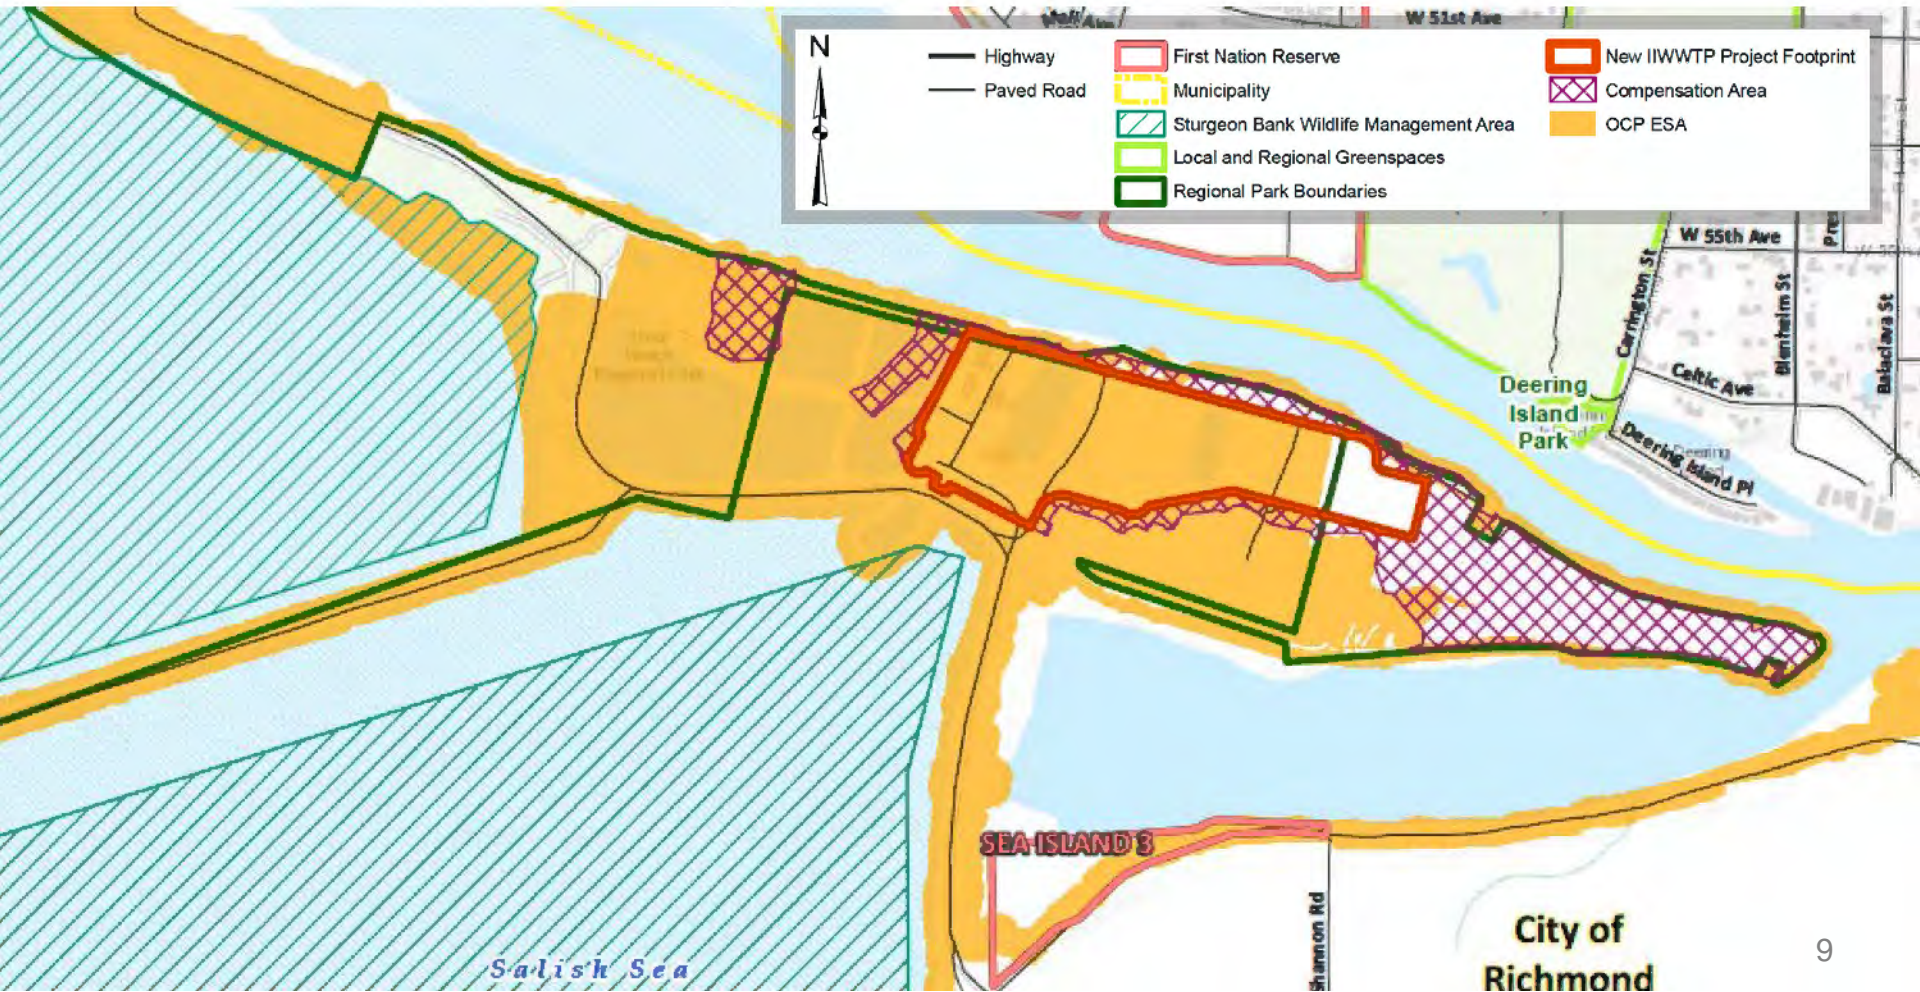 W 51st Ave
N
Highway
Paved Road
First Nation Reserve
Municipality
Sturgeon Bank Wildlife Management Area
Local and Regional Greenspaces
Regional Park Boundaries
New IIWWTP Project Footprint
Compensation Area
OCP ESA
W 55th Ave
Carrington St
Blenheim St
Balaclava St
Celtic Ave
Deering
Island
Park
Deering Island Pl
Deering
SEA ISLAND 3
Shannon Rd
City of
Richmond
Salish Sea
9